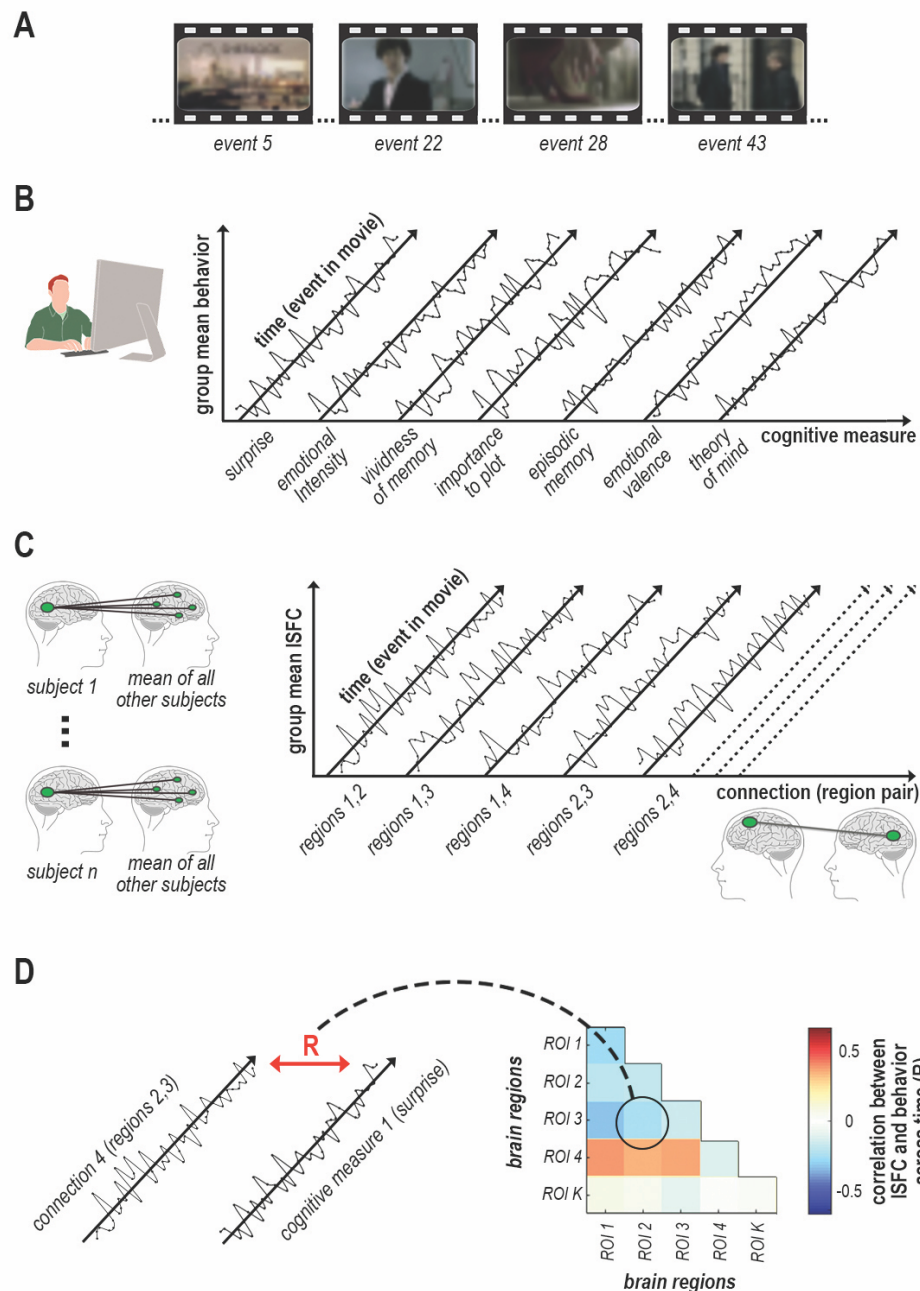 A
... ... ... ... ...
event 5
event 22
event 28
event 43
B
group mean behavior
time (event in movie)
cognitive measure
surprise
emotional
Intensity
vividness
of memory
importance
to plot
episodic
memory
emotional
valence
theory
of mind
C
subject 1
mean of all
other subjects
subject n
mean of all
other subjects
group mean ISFC
time (event in movie)
regions 1,2
regions 1,3
regions 1,4
regions 2,3
regions 2,4
connection (region pair)
D
R
connection 4 (regions 2,3)
cognitive measure 1 (surprise)
brain regions
ROI 1
ROI 2
ROI 3
ROI 4
ROI K
ROI 1
ROI 2
ROI 3
ROI 4
ROI K
brain regions
0.5
0
-0.5
correlation between
ISFC and behavior